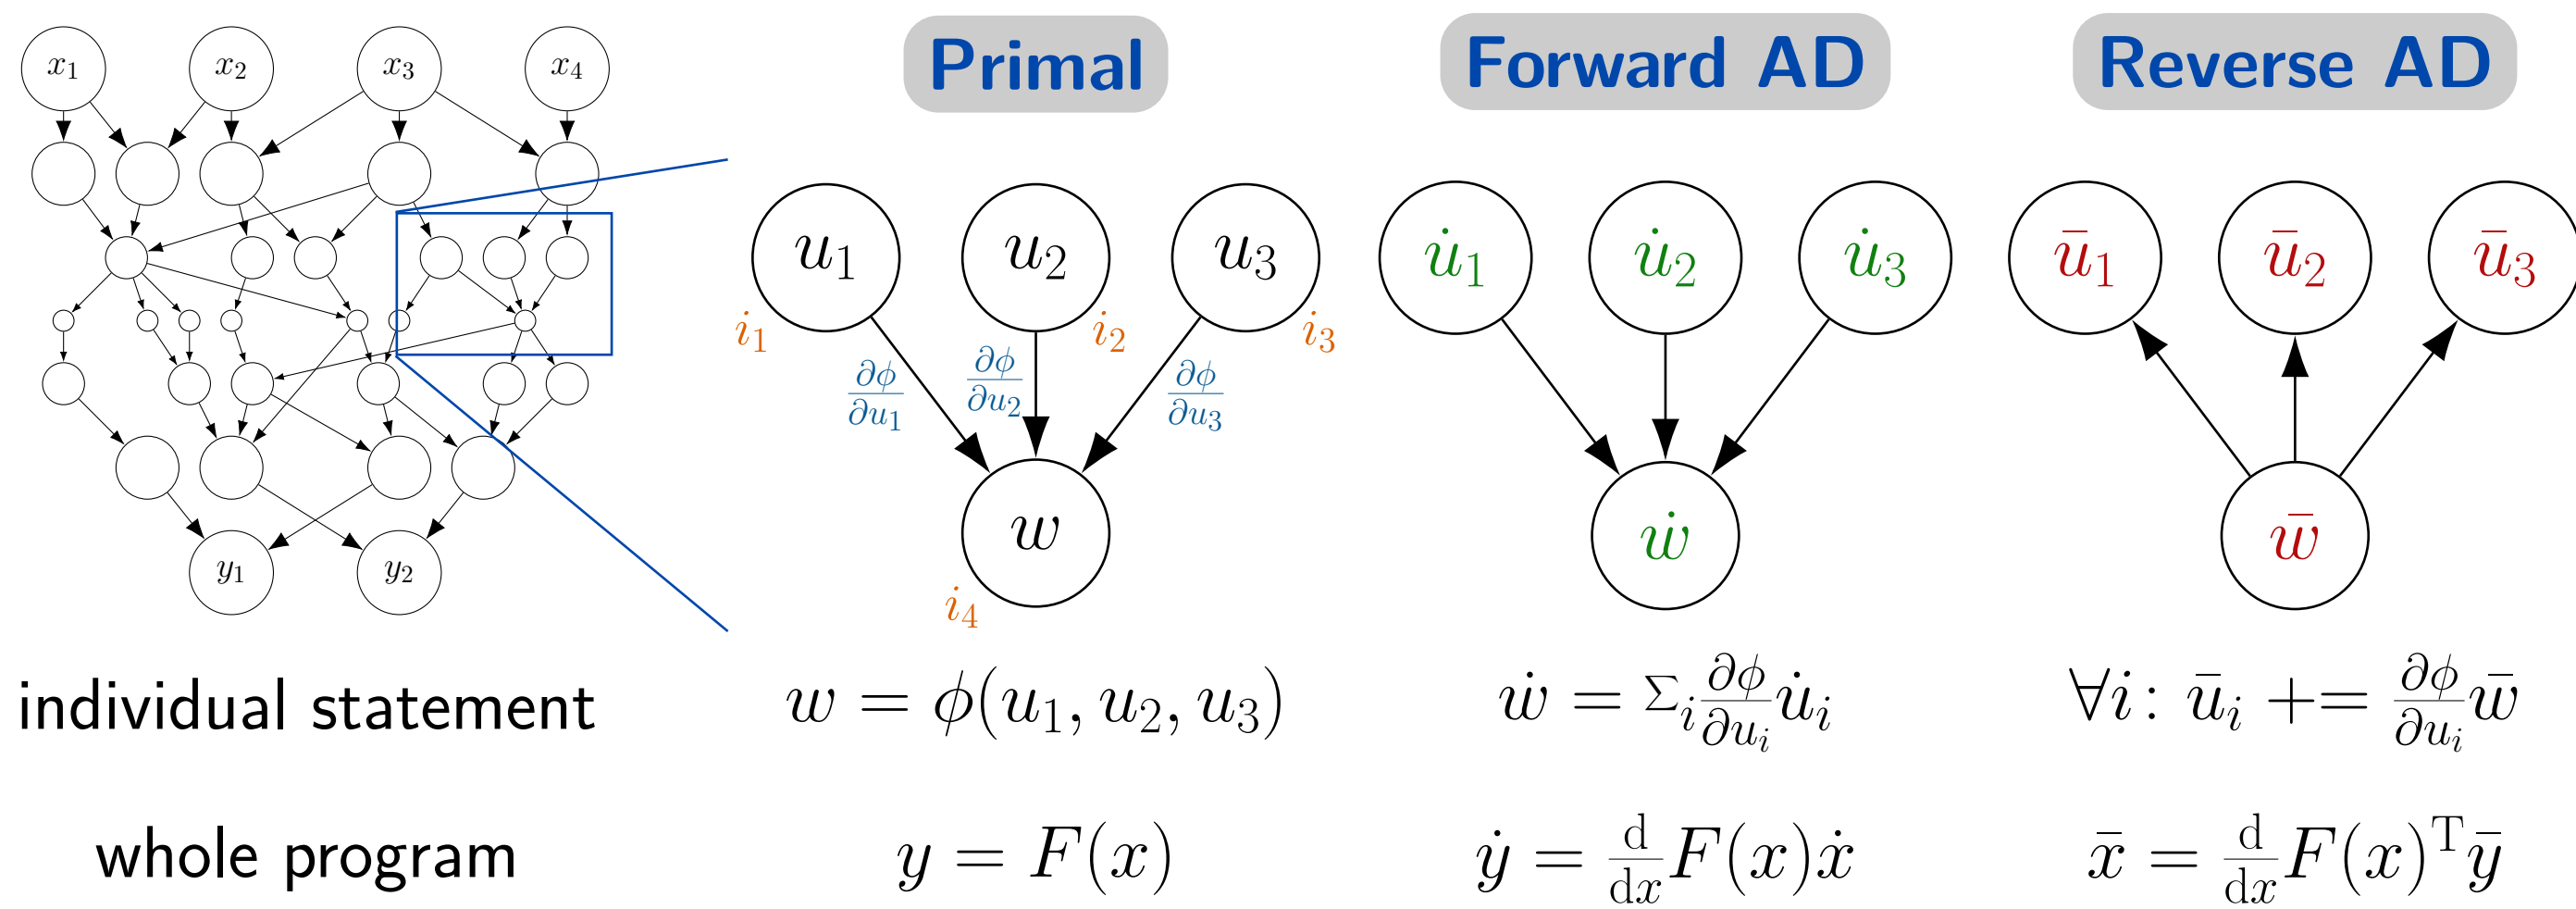 Primal Forward AD Reverse AD
x₁ x₂ x₃ x₄
u₁ u₂ u₃ u̇₁ u̇₂ u̇₃ ū₁ ū₂ ū₃
i₁ i₂ i₃
∂ϕ/∂u₁ ∂ϕ/∂u₂ ∂ϕ/∂u₃
w ẇ w̄
y₁ y₂
i₄
individual statement w = ϕ(u₁, u₂, u₃) ẇ = Σᵢ ∂ϕ/∂uᵢ u̇ᵢ ∀i: ūᵢ += ∂ϕ/∂uᵢ w̄
whole program y = F(x) ẏ = d/dx F(x)ẋ x̄ = d/dx F(x)ᵀȳ